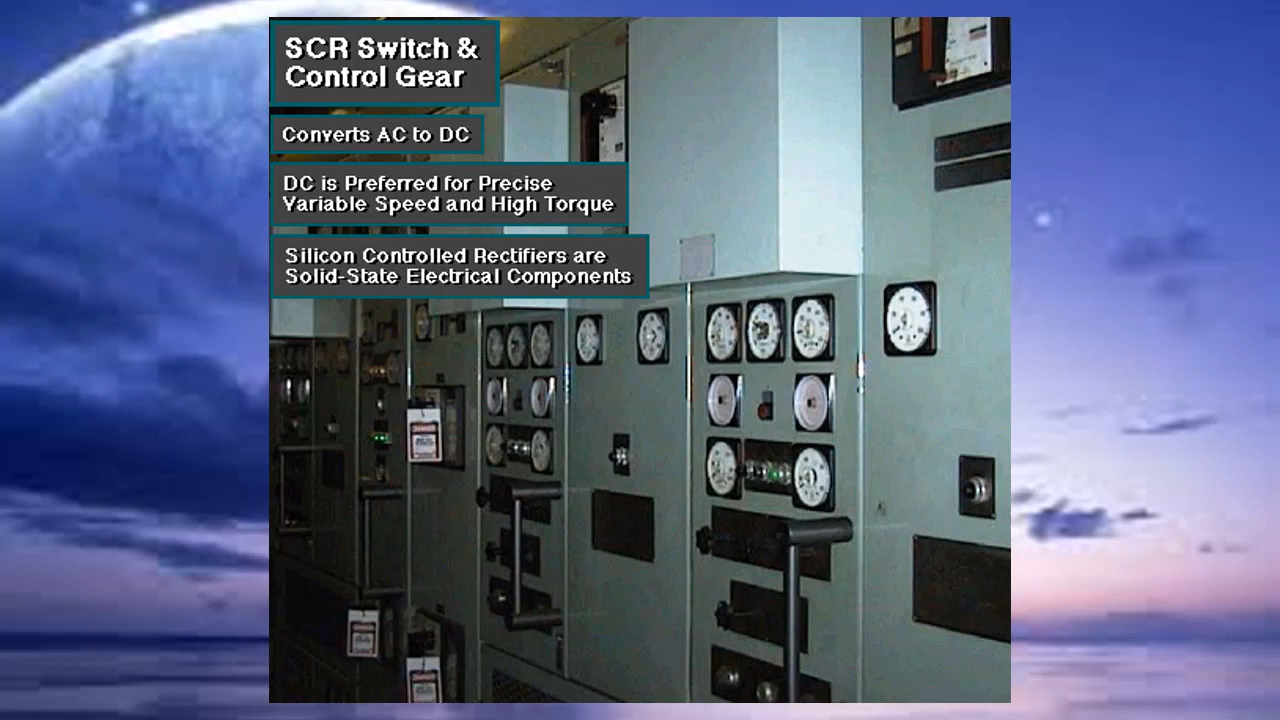 SCR Switch &
Control Gear
Converts AC to DC
DC is Preferred for Precise
Variable Speed and High Torque
Silicon Controlled Rectifiers are
Solid-State Electrical Components